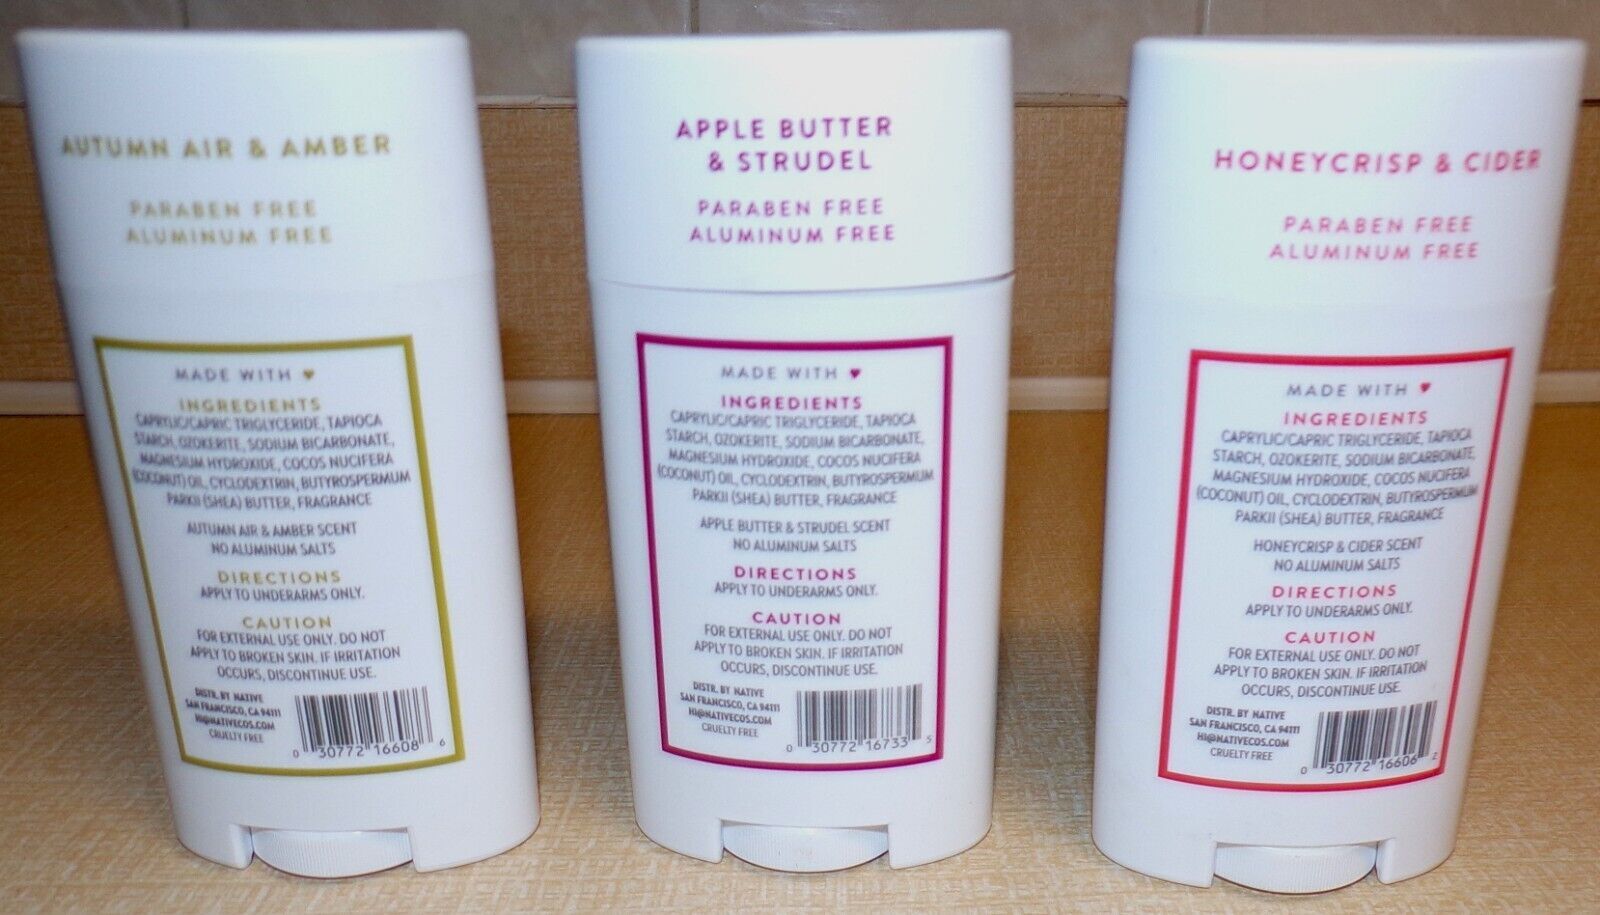 AUTUMN AIR & AMBER
PARABEN FREE
ALUMINUM FREE
MADE WITH ♥
INGREDIENTS
CAPRYLIC/CAPRIC TRIGLYCERIDE, TAPIOCA
STARCH, OZOKERITE, SODIUM BICARBONATE,
MAGNESIUM HYDROXIDE, COCOS NUCIFERA
(COCONUT) OIL, CYCLODEXTRIN, BUTYROSPERMUM
PARKII (SHEA) BUTTER, FRAGRANCE
AUTUMN AIR & AMBER SCENT
NO ALUMINUM SALTS
DIRECTIONS
APPLY TO UNDERARMS ONLY.
CAUTION
FOR EXTERNAL USE ONLY. DO NOT
APPLY TO BROKEN SKIN. IF IRRITATION
OCCURS, DISCONTINUE USE.
DISTR. BY NATIVE
SAN FRANCISCO, CA 94111
HI@NATIVECOS.COM
CRUELTY FREE
0 30772 16608 6
APPLE BUTTER
& STRUDEL
PARABEN FREE
ALUMINUM FREE
MADE WITH ♥
INGREDIENTS
CAPRYLIC/CAPRIC TRIGLYCERIDE, TAPIOCA
STARCH, OZOKERITE, SODIUM BICARBONATE,
MAGNESIUM HYDROXIDE, COCOS NUCIFERA
(COCONUT) OIL, CYCLODEXTRIN, BUTYROSPERMUM
PARKII (SHEA) BUTTER, FRAGRANCE
APPLE BUTTER & STRUDEL SCENT
NO ALUMINUM SALTS
DIRECTIONS
APPLY TO UNDERARMS ONLY.
CAUTION
FOR EXTERNAL USE ONLY. DO NOT
APPLY TO BROKEN SKIN. IF IRRITATION
OCCURS, DISCONTINUE USE.
DISTR. BY NATIVE
SAN FRANCISCO, CA 94111
HI@NATIVECOS.COM
CRUELTY FREE
0 30772 16733 5
HONEYCRISP & CIDER
PARABEN FREE
ALUMINUM FREE
MADE WITH ♥
INGREDIENTS
CAPRYLIC/CAPRIC TRIGLYCERIDE, TAPIOCA
STARCH, OZOKERITE, SODIUM BICARBONATE,
MAGNESIUM HYDROXIDE, COCOS NUCIFERA
(COCONUT) OIL, CYCLODEXTRIN, BUTYROSPERMUM
PARKII (SHEA) BUTTER, FRAGRANCE
HONEYCRISP & CIDER SCENT
NO ALUMINUM SALTS
DIRECTIONS
APPLY TO UNDERARMS ONLY.
CAUTION
FOR EXTERNAL USE ONLY. DO NOT
APPLY TO BROKEN SKIN. IF IRRITATION
OCCURS, DISCONTINUE USE.
DISTR. BY NATIVE
SAN FRANCISCO, CA 94111
HI@NATIVECOS.COM
CRUELTY FREE
0 30772 16606 2